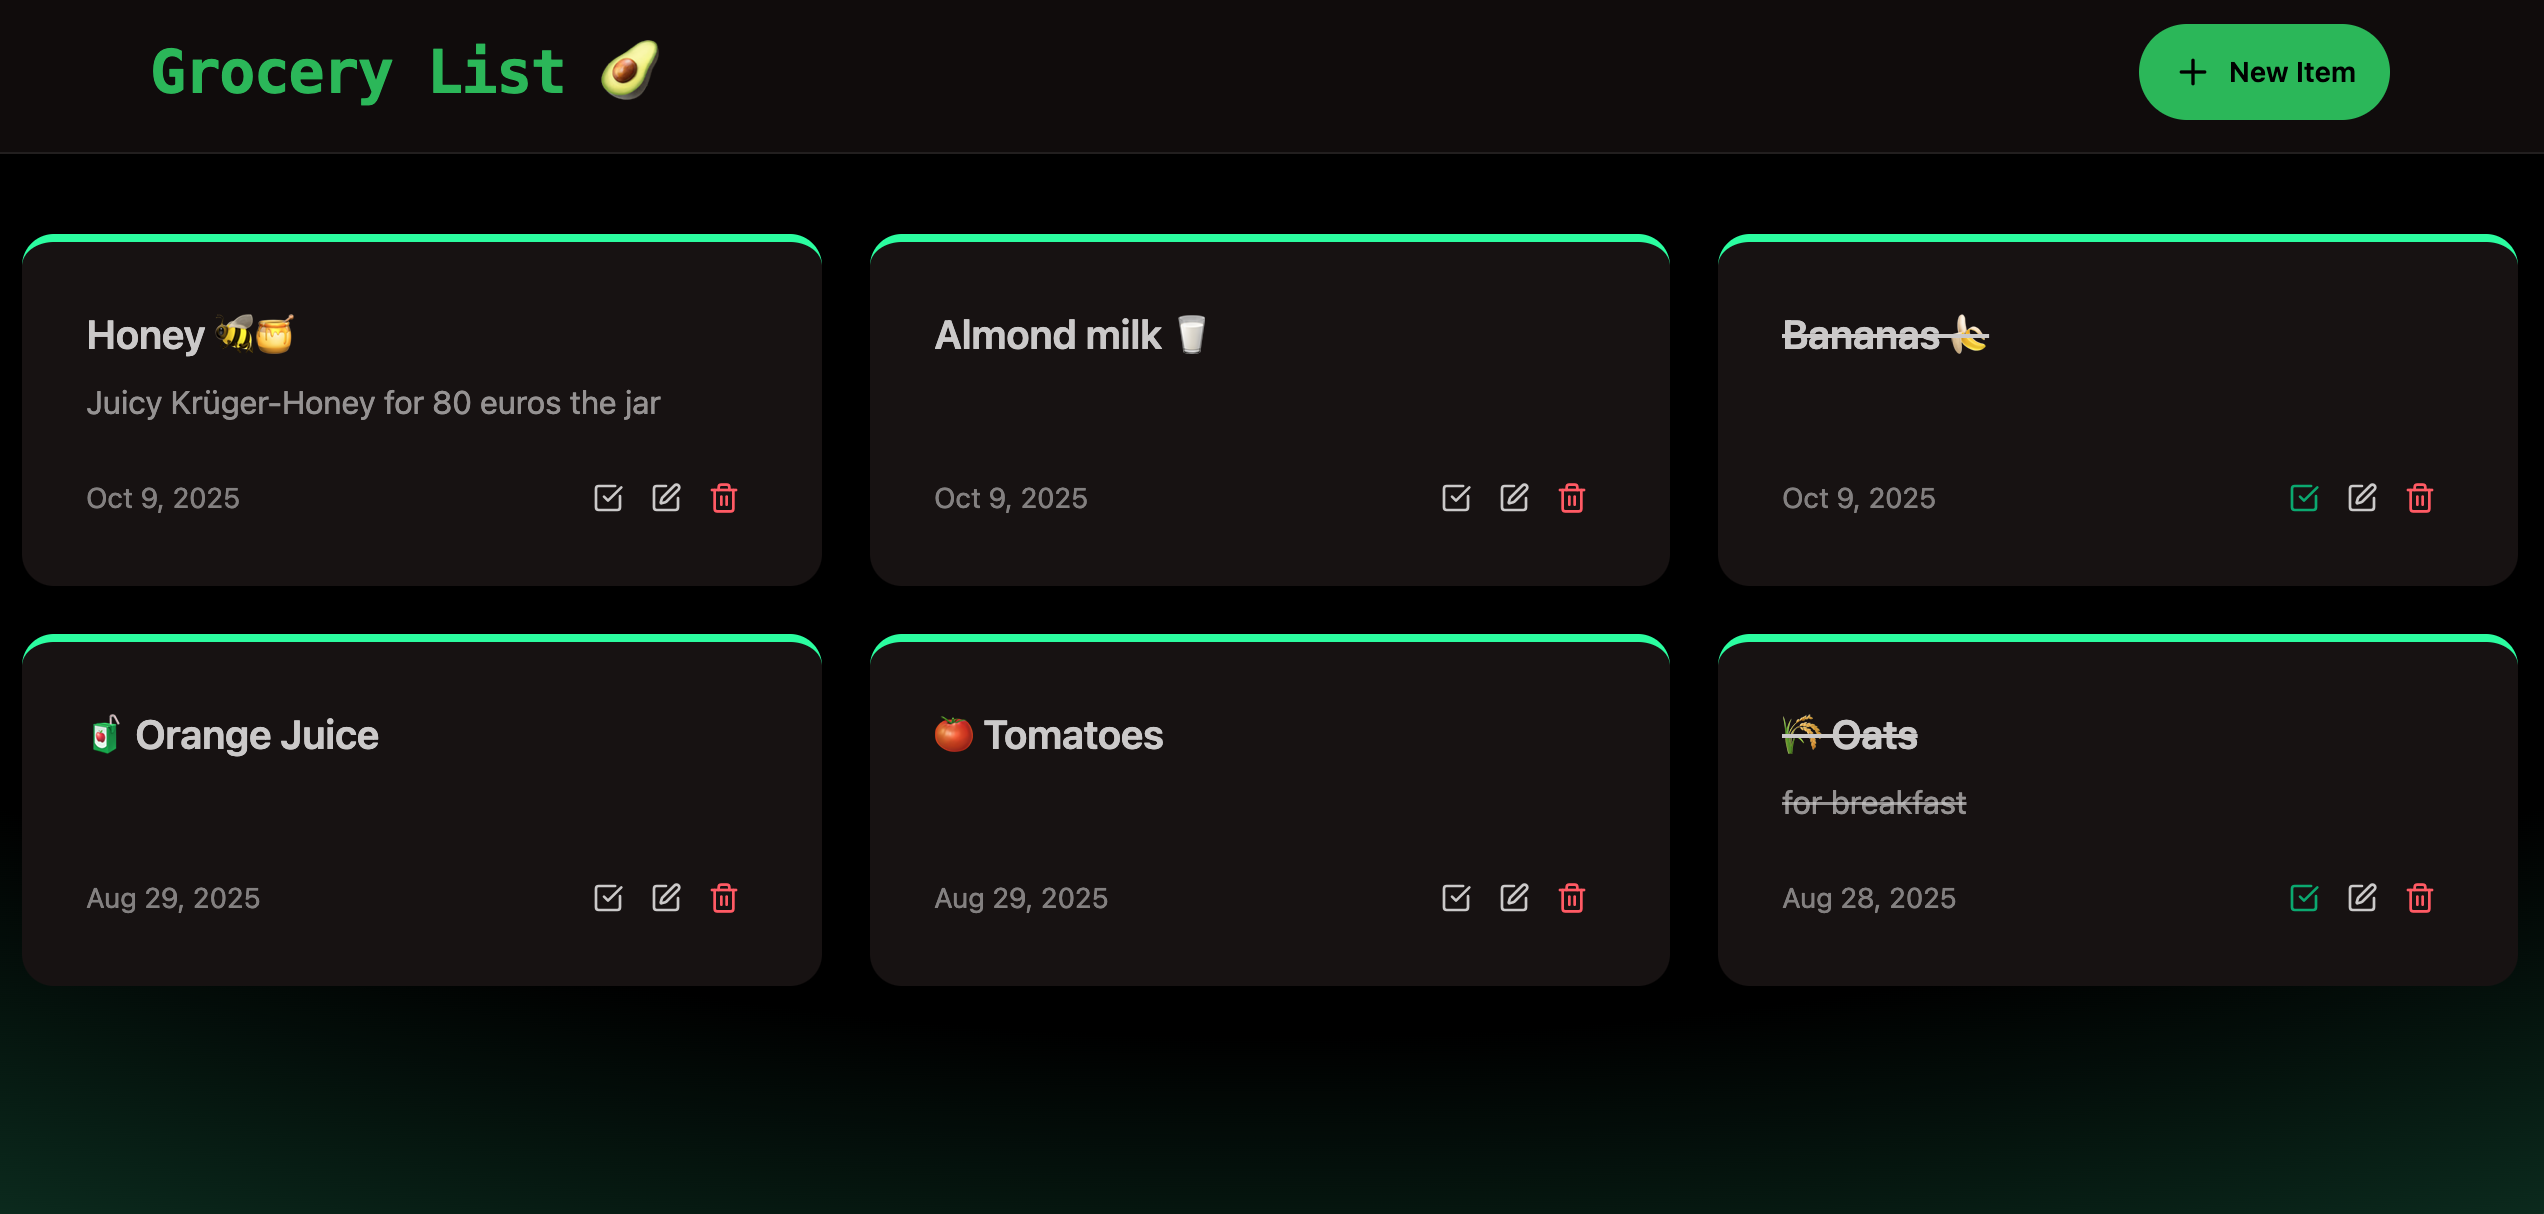 Grocery List 🥑
New Item
Honey 🐝🍯
Juicy Krüger-Honey for 80 euros the jar
Oct 9, 2025
Almond milk 🥛
Oct 9, 2025
Bananas 🍌
Oct 9, 2025
🧃 Orange Juice
Aug 29, 2025
🍅 Tomatoes
Aug 29, 2025
🌾 Oats
for breakfast
Aug 28, 2025